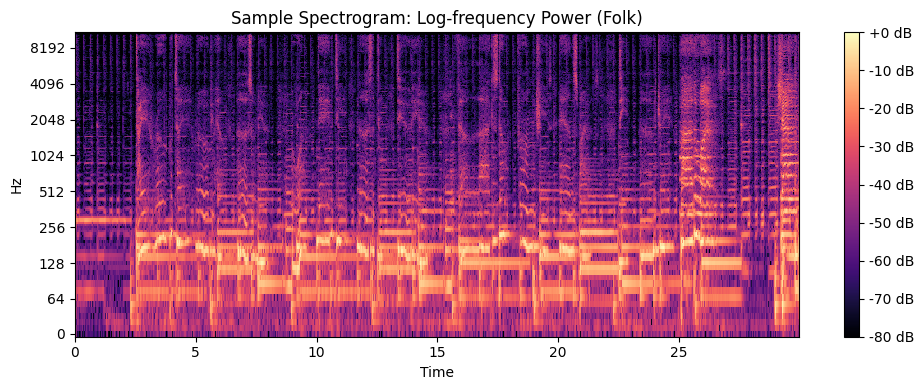 Sample Spectrogram: Log-frequency Power (Folk)
Hz
8192
4096
2048
1024
512
256
128
64
0
0 5 10 15 20 25
Time
+0 dB
-10 dB
-20 dB
-30 dB
-40 dB
-50 dB
-60 dB
-70 dB
-80 dB